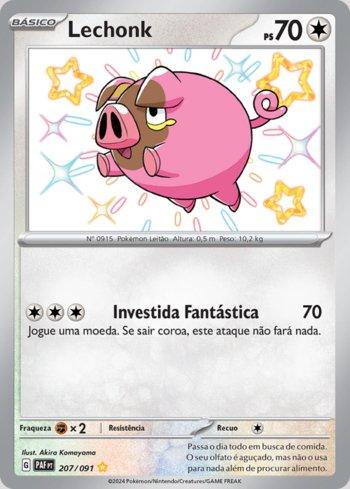 BÁSICO
Lechonk
PS 70
Nº 0915 Pokémon Leitão Altura: 0,5 m Peso: 10,2 kg
Investida Fantástica 70
Jogue uma moeda. Se sair coroa, este ataque não fará nada.
Fraqueza ×2 Resistência Recuo
Ilust. Akira Komayama
G PAF PT 207/091
Passa o dia todo em busca de comida.
O seu olfato é aguçado, mas não o usa
para nada além de procurar alimento.
©2024 Pokémon/Nintendo/Creatures/GAME FREAK